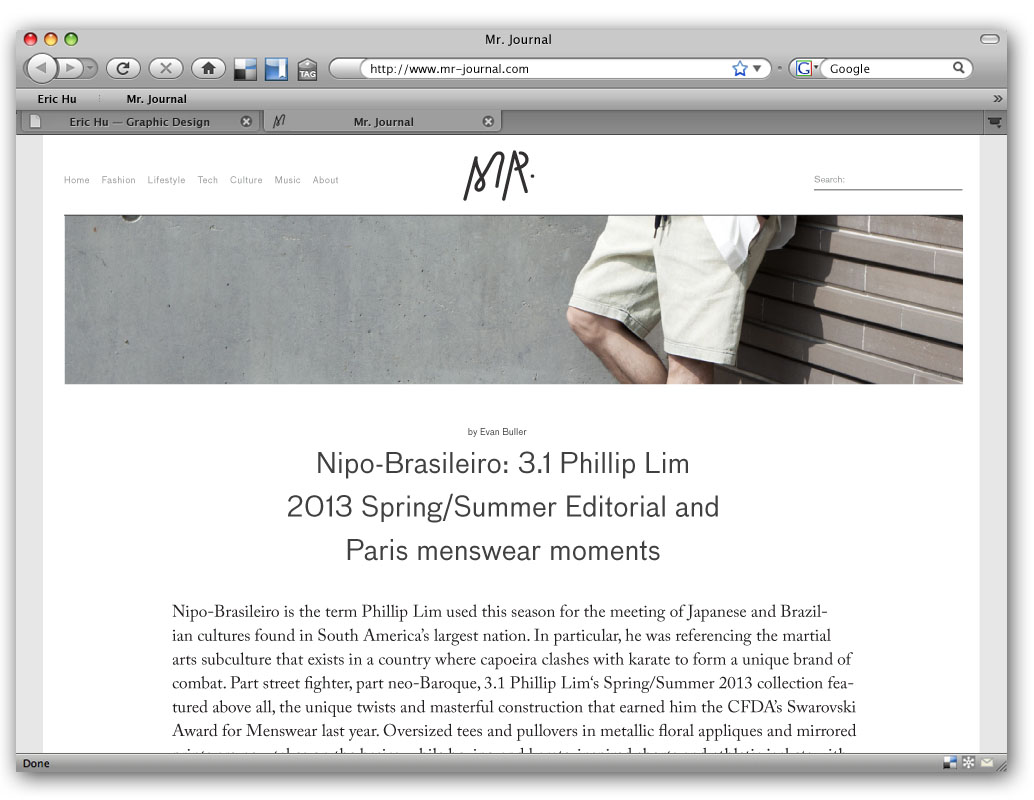 Mr. Journal
TAG
http://www.mr-journal.com
G
Google
Eric Hu
Mr. Journal
»
Eric Hu — Graphic Design
Mr. Journal
MR.
Home Fashion Lifestyle Tech Culture Music About
Search:
by Evan Buller
Nipo-Brasileiro: 3.1 Phillip Lim
2013 Spring/Summer Editorial and
Paris menswear moments
Nipo-Brasileiro is the term Phillip Lim used this season for the meeting of Japanese and Brazil-
ian cultures found in South America’s largest nation. In particular, he was referencing the martial
arts subculture that exists in a country where capoeira clashes with karate to form a unique brand of
combat. Part street fighter, part neo-Baroque, 3.1 Phillip Lim‘s Spring/Summer 2013 collection fea-
tured above all, the unique twists and masterful construction that earned him the CFDA’s Swarovski
Award for Menswear last year. Oversized tees and pullovers in metallic floral appliques and mirrored
Done